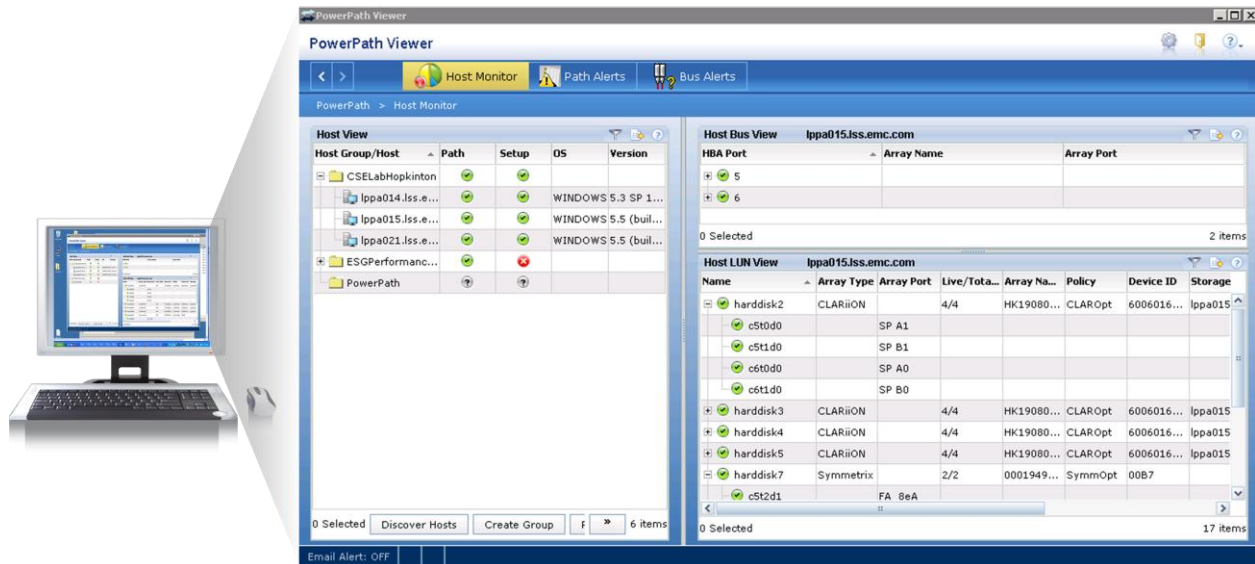 PowerPath Viewer
PowerPath Viewer
Host Monitor Path Alerts Bus Alerts
PowerPath > Host Monitor
Host View
Host Group/Host Path Setup OS Version
CSELabHopkinton
lppa014.lss.e... WINDOWS 5.3 SP 1...
lppa015.lss.e... WINDOWS 5.5 (buil...
lppa021.lss.e... WINDOWS 5.5 (buil...
ESGPerformanc...
PowerPath
0 Selected Discover Hosts Create Group » 6 items
Host Bus View lppa015.lss.emc.com
HBA Port Array Name Array Port
5
6
0 Selected 2 items
Host LUN View lppa015.lss.emc.com
Name Array Type Array Port Live/Tota... Array Na... Policy Device ID Storage
harddisk2 CLARiiON 4/4 HK19080... CLAROpt 6006016... lppa015
c5t0d0 SP A1
c5t1d0 SP B1
c6t0d0 SP A0
c6t1d0 SP B0
harddisk3 CLARiiON 4/4 HK19080... CLAROpt 6006016... lppa015
harddisk4 CLARiiON 4/4 HK19080... CLAROpt 6006016... lppa015
harddisk5 CLARiiON 4/4 HK19080... CLAROpt 6006016... lppa015
harddisk7 Symmetrix 2/2 0001949... SymmOpt 00B7
c5t2d1 FA 8eA
0 Selected 17 items
Email Alert: OFF